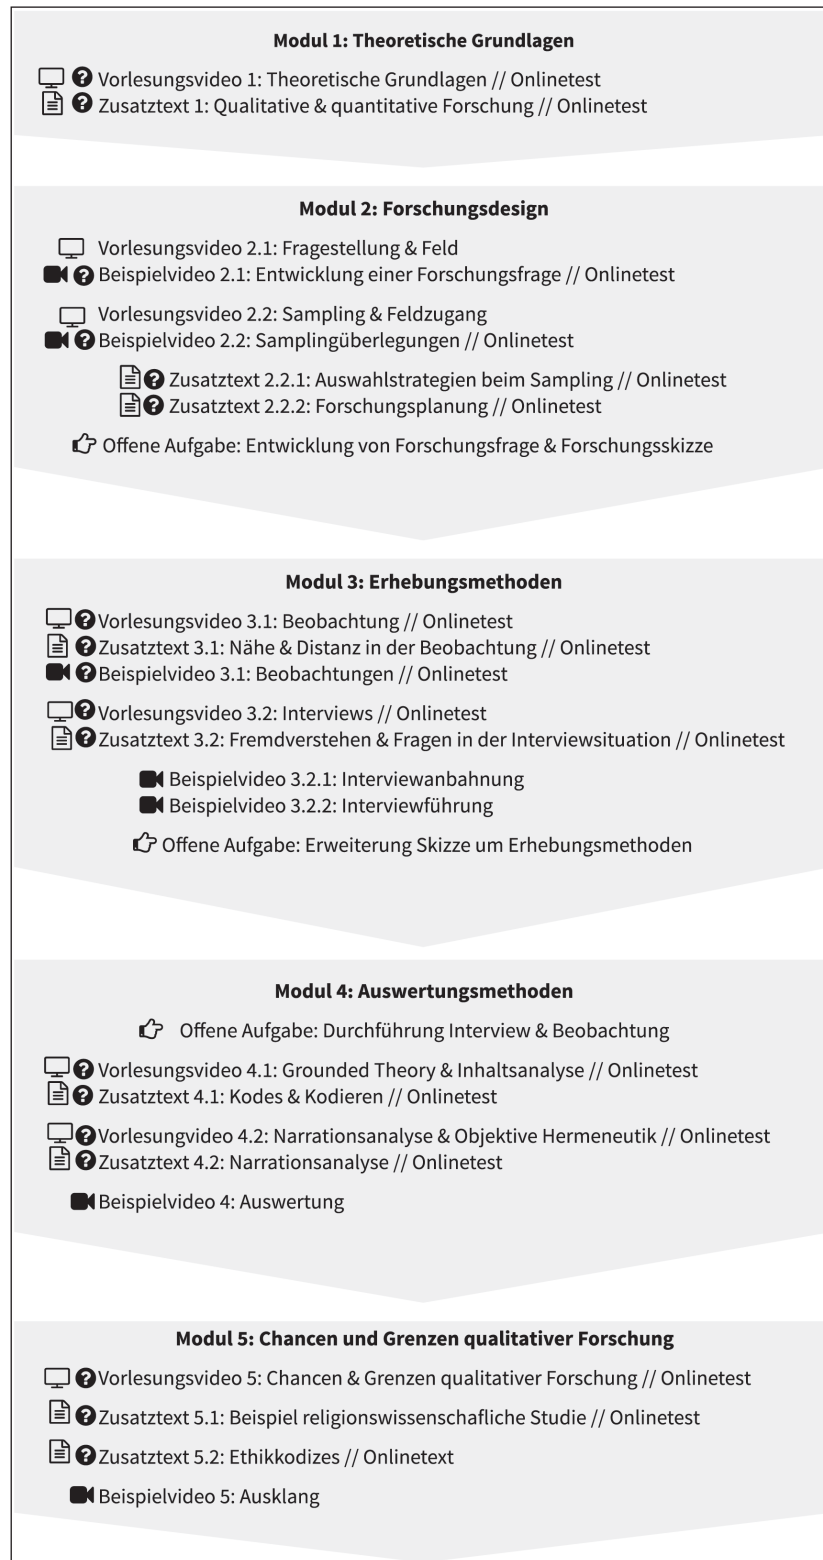 Modul 1: Theoretische Grundlagen
Vorlesungsvideo 1: Theoretische Grundlagen // Onlinetest
Zusatztext 1: Qualitative & quantitative Forschung // Onlinetest
Modul 2: Forschungsdesign
Vorlesungsvideo 2.1: Fragestellung & Feld
Beispielvideo 2.1: Entwicklung einer Forschungsfrage // Onlinetest
Vorlesungsvideo 2.2: Sampling & Feldzugang
Beispielvideo 2.2: Samplingüberlegungen // Onlinetest
Zusatztext 2.2.1: Auswahlstrategien beim Sampling // Onlinetest
Zusatztext 2.2.2: Forschungsplanung // Onlinetest
Offene Aufgabe: Entwicklung von Forschungsfrage & Forschungsskizze
Modul 3: Erhebungsmethoden
Vorlesungsvideo 3.1: Beobachtung // Onlinetest
Zusatztext 3.1: Nähe & Distanz in der Beobachtung // Onlinetest
Beispielvideo 3.1: Beobachtungen // Onlinetest
Vorlesungsvideo 3.2: Interviews // Onlinetest
Zusatztext 3.2: Fremdverstehen & Fragen in der Interviewsituation // Onlinetest
Beispielvideo 3.2.1: Interviewanbahnung
Beispielvideo 3.2.2: Interviewführung
Offene Aufgabe: Erweiterung Skizze um Erhebungsmethoden
Modul 4: Auswertungsmethoden
Offene Aufgabe: Durchführung Interview & Beobachtung
Vorlesungsvideo 4.1: Grounded Theory & Inhaltsanalyse // Onlinetest
Zusatztext 4.1: Kodes & Kodieren // Onlinetest
Vorlesungvideo 4.2: Narrationsanalyse & Objektive Hermeneutik // Onlinetest
Zusatztext 4.2: Narrationsanalyse // Onlinetest
Beispielvideo 4: Auswertung
Modul 5: Chancen und Grenzen qualitativer Forschung
Vorlesungsvideo 5: Chancen & Grenzen qualitativer Forschung // Onlinetest
Zusatztext 5.1: Beispiel religionswissenschafliche Studie // Onlinetest
Zusatztext 5.2: Ethikkodizes // Onlinetext
Beispielvideo 5: Ausklang